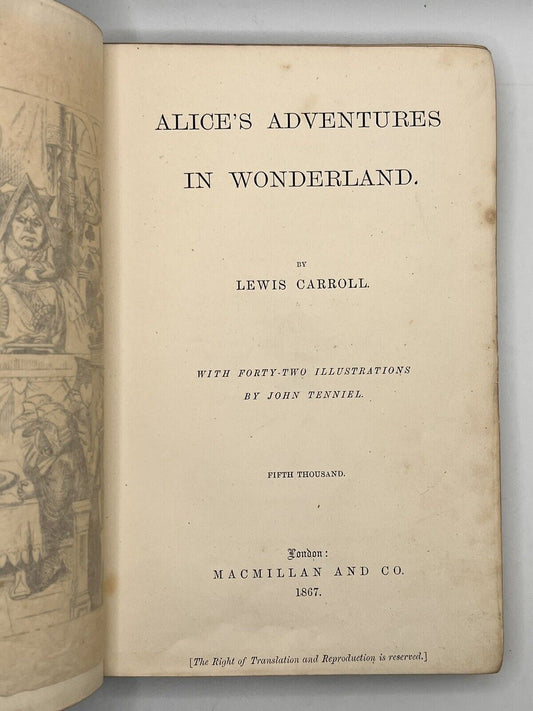 ALICE'S ADVENTURES
IN WONDERLAND.
BY
LEWIS CARROLL.
WITH FORTY-TWO ILLUSTRATIONS
BY JOHN TENNIEL.
FIFTH THOUSAND.
London:
MACMILLAN AND CO.
1867.
[The Right of Translation and Reproduction is reserved.]